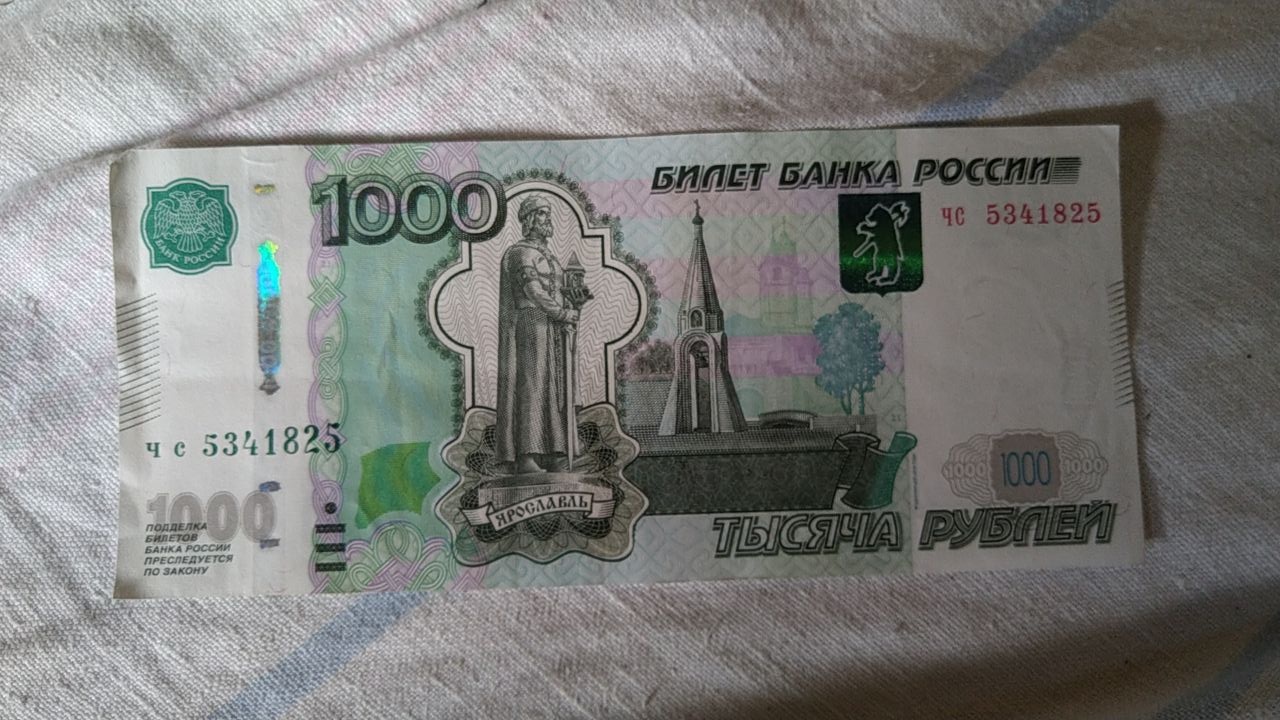 1000
БИЛЕТ БАНКА РОССИИ
чс 5341825
БАНК РОССИИ
чс 5341825
1000
ПОДДЕЛКА
БИЛЕТОВ
БАНКА РОССИИ
ПРЕСЛЕДУЕТСЯ
ПО ЗАКОНУ
ЯРОСЛАВЛЬ
1000 1000 1000
ТЫСЯЧА РУБЛЕЙ